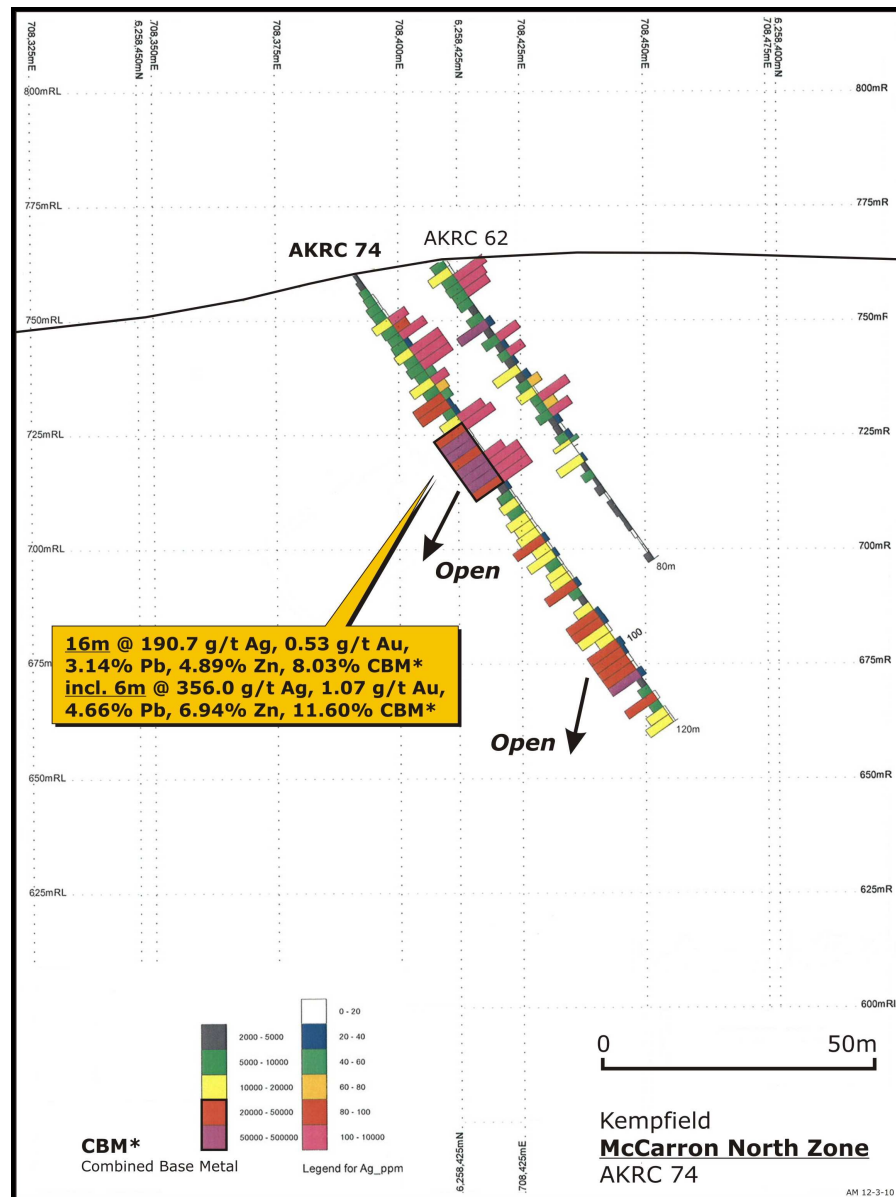 708,325mE
6,258,450mN
708,350mE
708,375mE
708,400mE
6,258,425mN
708,425mE
708,450mE
708,475mE
6,258,400mN
800mRL
800mR
775mRL
775mR
AKRC 74
AKRC 62
750mRL
750mF
725mRL
725mR
700mRL
700mR
Open
80m
16m @ 190.7 g/t Ag, 0.53 g/t Au,
3.14% Pb, 4.89% Zn, 8.03% CBM*
incl. 6m @ 356.0 g/t Ag, 1.07 g/t Au,
4.66% Pb, 6.94% Zn, 11.60% CBM*
100
675m
675mR
Open
120m
650mRL
650mR
625mRL
625mR
600mRl
0 - 20
2000 - 5000
20 - 40
5000 - 10000
40 - 60
10000 - 20000
60 - 80
20000 - 50000
80 - 100
50000 - 500000
100 - 10000
CBM*
Combined Base Metal
Legend for Ag_ppm
6,258,425mN
708,425mE
0 50m
Kempfield
McCarron North Zone
AKRC 74
AM 12-3-10